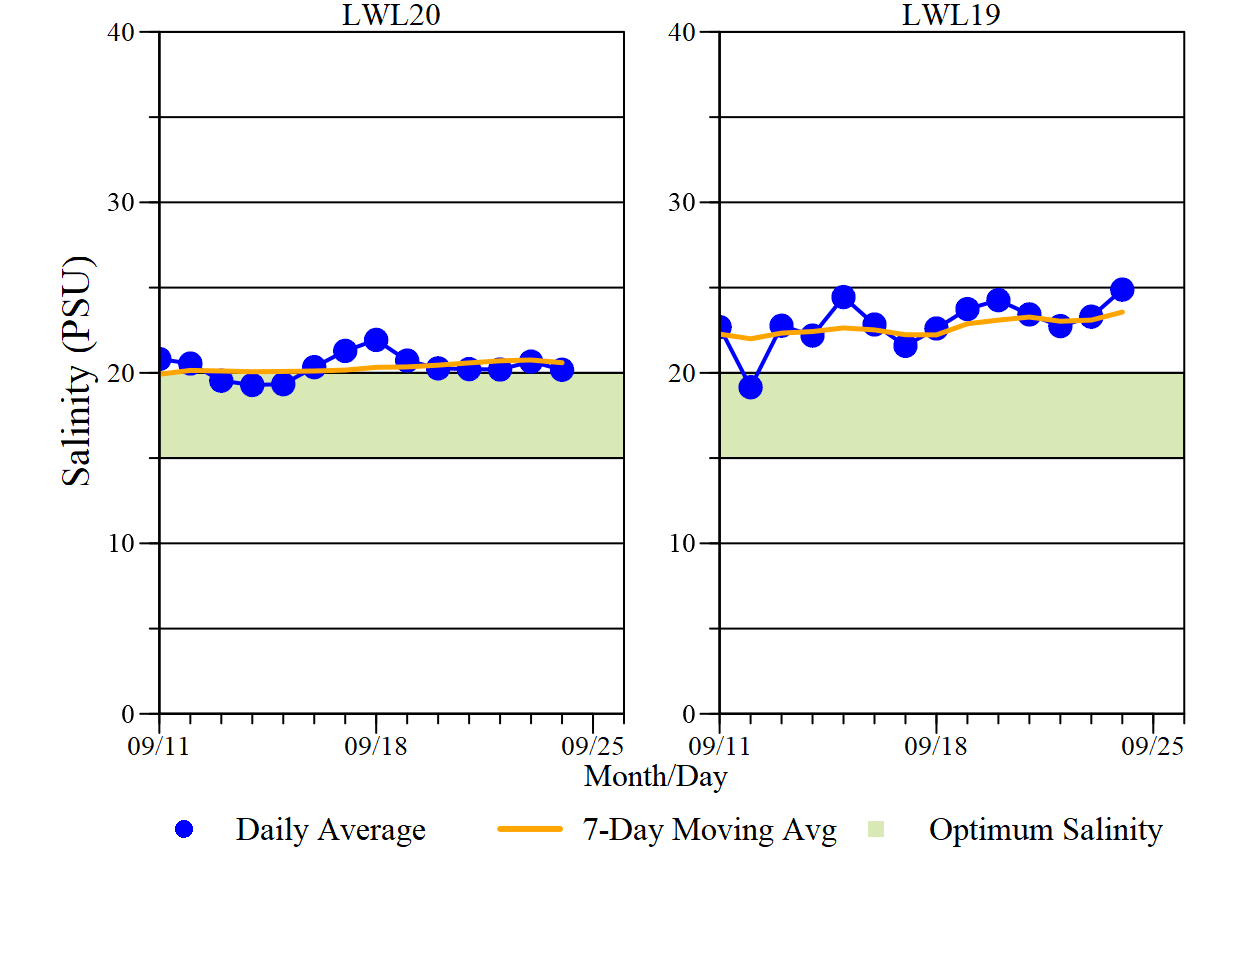 LWL20
LWL19
40
30
20
10
0
40
30
20
10
0
Salinity (PSU)
09/11
09/18
09/25
09/11
09/18
09/25
Month/Day
Daily Average
7-Day Moving Avg
Optimum Salinity